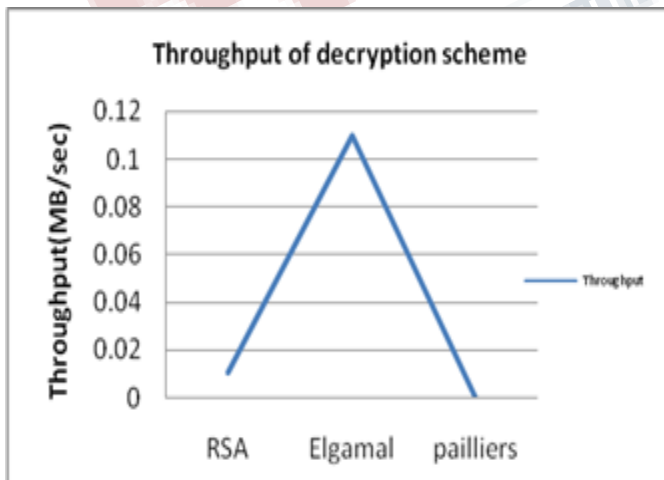 Throughput of decryption scheme
Throughput(MB/sec)
0.12
0.1
0.08
0.06
0.04
0.02
0
RSA Elgamal pailliers
Throughput